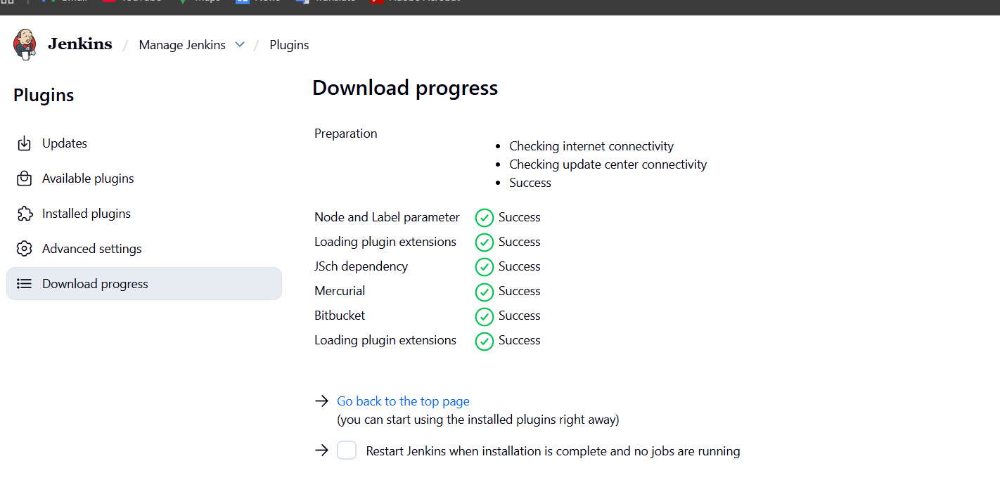 Jenkins / Manage Jenkins / Plugins
Plugins
Updates
Available plugins
Installed plugins
Advanced settings
Download progress
Download progress
Preparation
Checking internet connectivity
Checking update center connectivity
Success
Node and Label parameter Success
Loading plugin extensions Success
JSch dependency Success
Mercurial Success
Bitbucket Success
Loading plugin extensions Success
Go back to the top page
(you can start using the installed plugins right away)
Restart Jenkins when installation is complete and no jobs are running